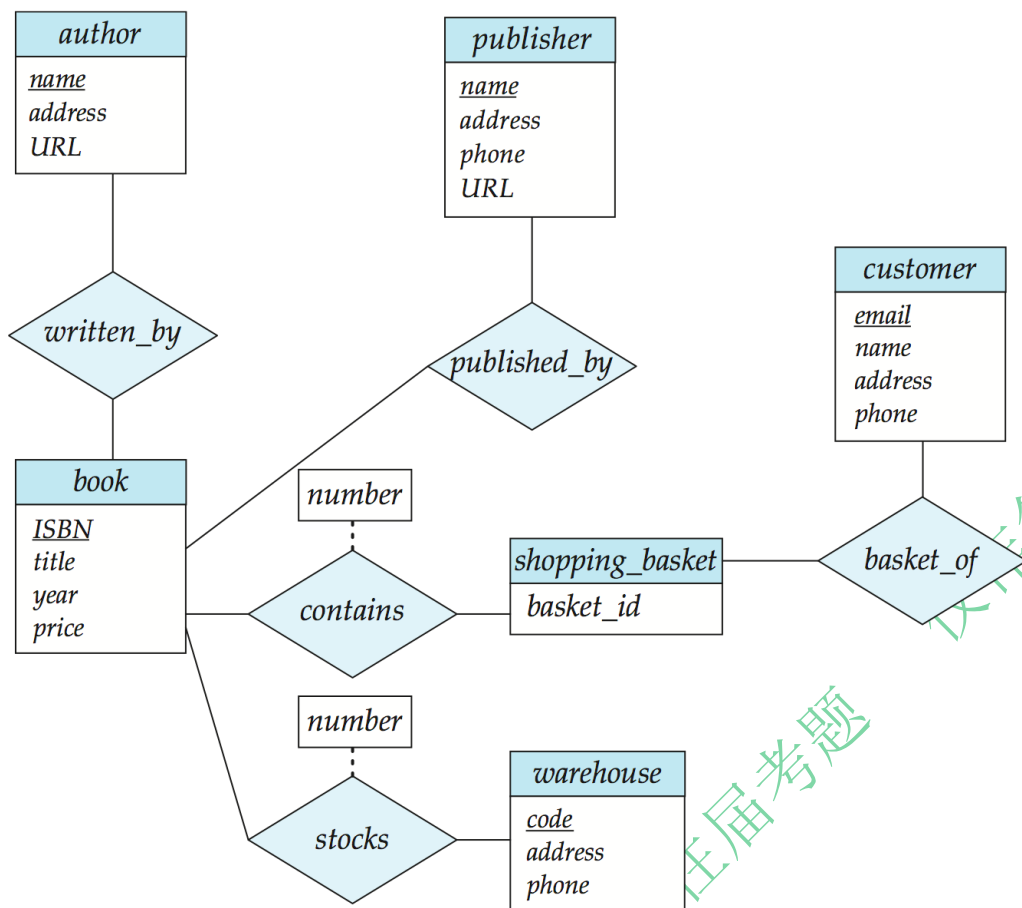 author
name
address
URL
publisher
name
address
phone
URL
written_by
published_by
customer
email
name
address
phone
book
ISBN
title
year
price
number
contains
shopping_basket
basket_id
basket_of
number
stocks
warehouse
code
address
phone
往届考题